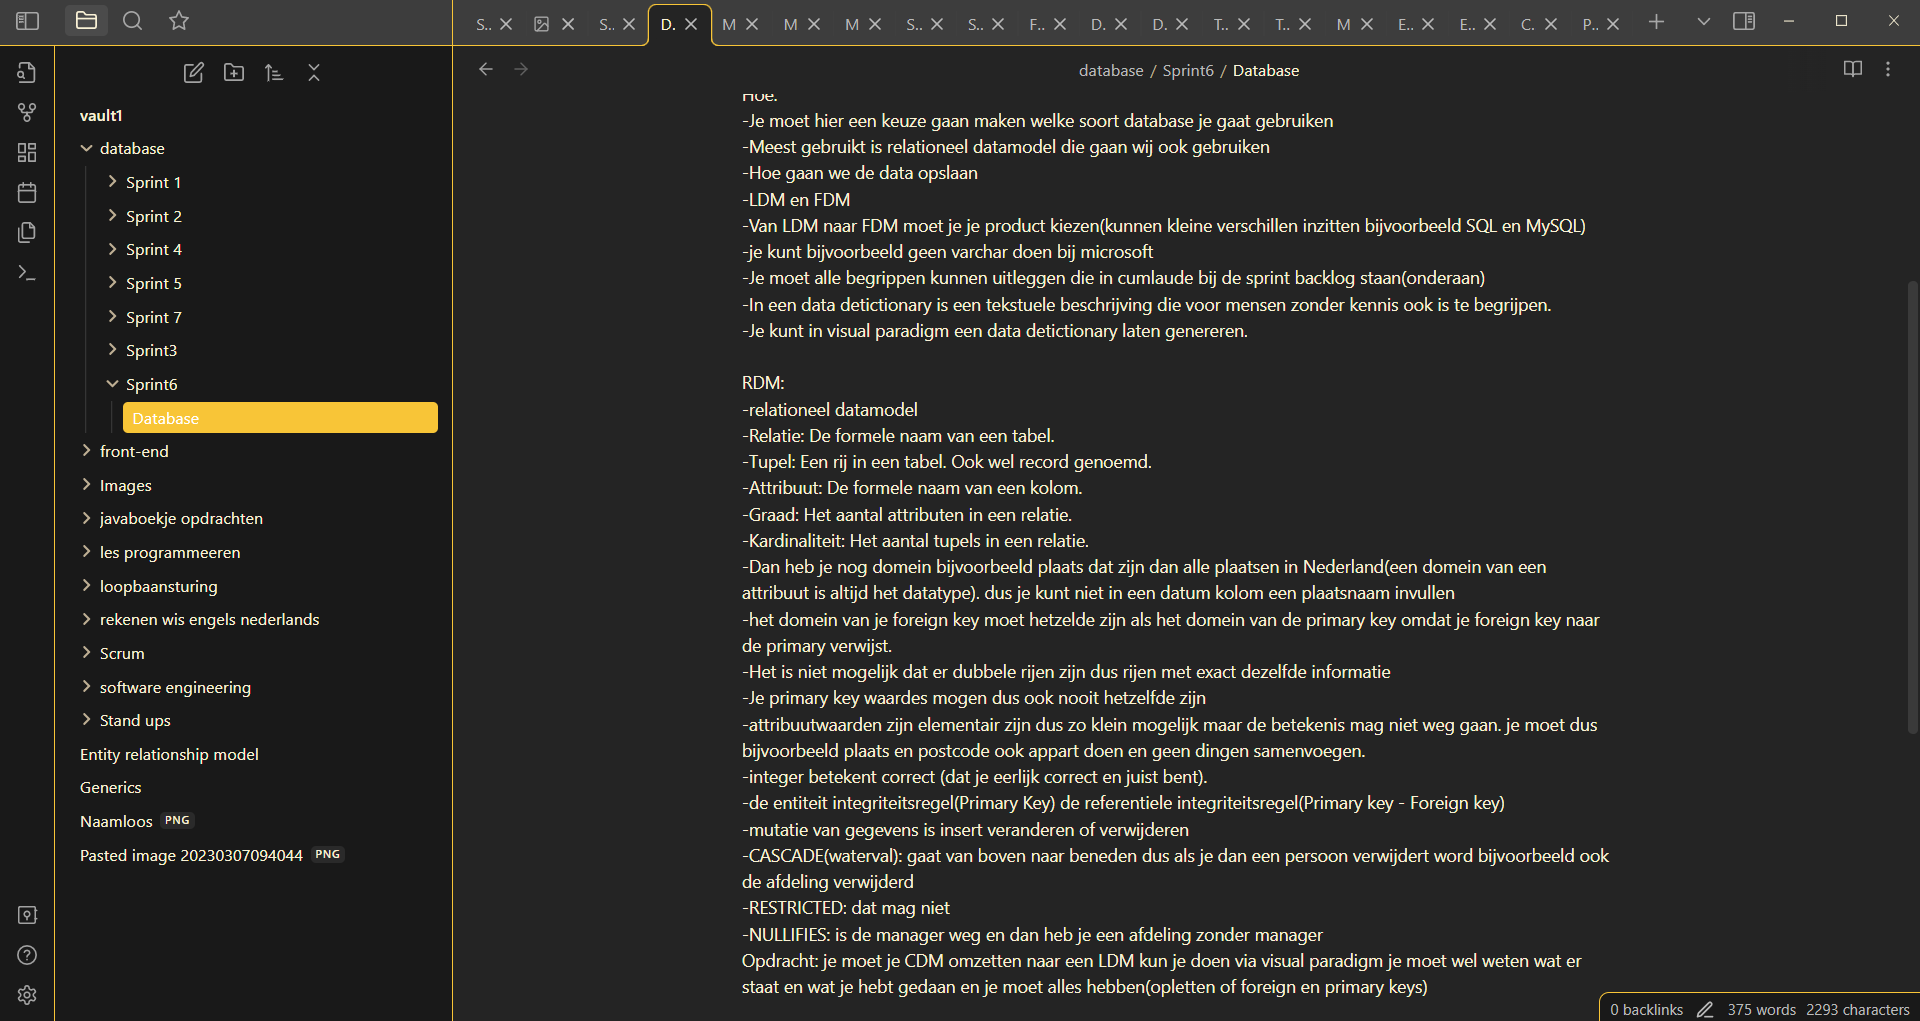 S..
S..
D.
M
M
M
S..
S..
F..
D.
D.
T..
T..
M
E..
E..
C.
P..
database / Sprint6 / Database
vault1
database
Sprint 1
Sprint 2
Sprint 4
Sprint 5
Sprint 7
Sprint3
Sprint6
Database
front-end
Images
javaboekje opdrachten
les programmeeren
loopbaansturing
rekenen wis engels nederlands
Scrum
software engineering
Stand ups
Entity relationship model
Generics
Naamloos PNG
Pasted image 20230307094044 PNG
Hoe.
-Je moet hier een keuze gaan maken welke soort database je gaat gebruiken
-Meest gebruikt is relationeel datamodel die gaan wij ook gebruiken
-Hoe gaan we de data opslaan
-LDM en FDM
-Van LDM naar FDM moet je je product kiezen(kunnen kleine verschillen inzitten bijvoorbeeld SQL en MySQL)
-je kunt bijvoorbeeld geen varchar doen bij microsoft
-Je moet alle begrippen kunnen uitleggen die in cumlaude bij de sprint backlog staan(onderaan)
-In een data detictionary is een tekstuele beschrijving die voor mensen zonder kennis ook is te begrijpen.
-Je kunt in visual paradigm een data detictionary laten genereren.
RDM:
-relationeel datamodel
-Relatie: De formele naam van een tabel.
-Tupel: Een rij in een tabel. Ook wel record genoemd.
-Attribuut: De formele naam van een kolom.
-Graad: Het aantal attributen in een relatie.
-Kardinaliteit: Het aantal tupels in een relatie.
-Dan heb je nog domein bijvoorbeeld plaats dat zijn dan alle plaatsen in Nederland(een domein van een
attribuut is altijd het datatype). dus je kunt niet in een datum kolom een plaatsnaam invullen
-het domein van je foreign key moet hetzelde zijn als het domein van de primary key omdat je foreign key naar
de primary verwijst.
-Het is niet mogelijk dat er dubbele rijen zijn dus rijen met exact dezelfde informatie
-Je primary key waardes mogen dus ook nooit hetzelfde zijn
-attribuutwaarden zijn elementair zijn dus zo klein mogelijk maar de betekenis mag niet weg gaan. je moet dus
bijvoorbeeld plaats en postcode ook appart doen en geen dingen samenvoegen.
-integer betekent correct (dat je eerlijk correct en juist bent).
-de entiteit integriteitsregel(Primary Key) de referentiele integriteitsregel(Primary key - Foreign key)
-mutatie van gegevens is insert veranderen of verwijderen
-CASCADE(waterval): gaat van boven naar beneden dus als je dan een persoon verwijdert word bijvoorbeeld ook
de afdeling verwijderd
-RESTRICTED: dat mag niet
-NULLIFIES: is de manager weg en dan heb je een afdeling zonder manager
Opdracht: je moet je CDM omzetten naar een LDM kun je doen via visual paradigm je moet wel weten wat er
staat en wat je hebt gedaan en je moet alles hebben(opletten of foreign en primary keys)
0 backlinks 375 words 2293 characters